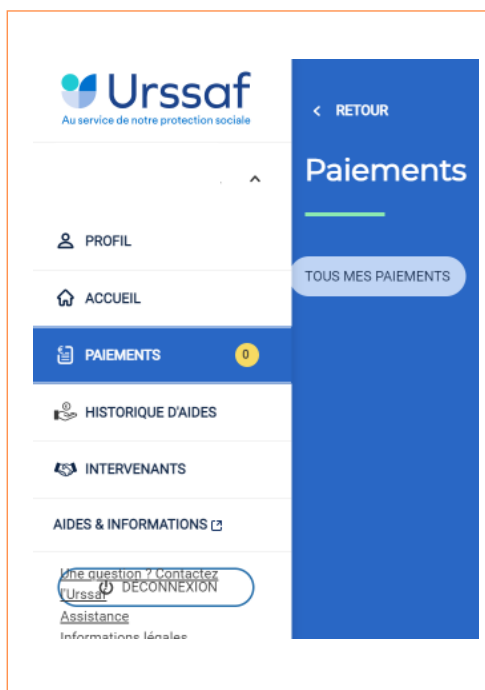 Urssaf
Au service de notre protection sociale
PROFIL
ACCUEIL
PAIEMENTS 0
HISTORIQUE D'AIDES
INTERVENANTS
AIDES & INFORMATIONS
Une question ? Contactez
l'Urssaf
DECONNEXION
Assistance
Informations légales
< RETOUR
Paiements
TOUS MES PAIEMENTS